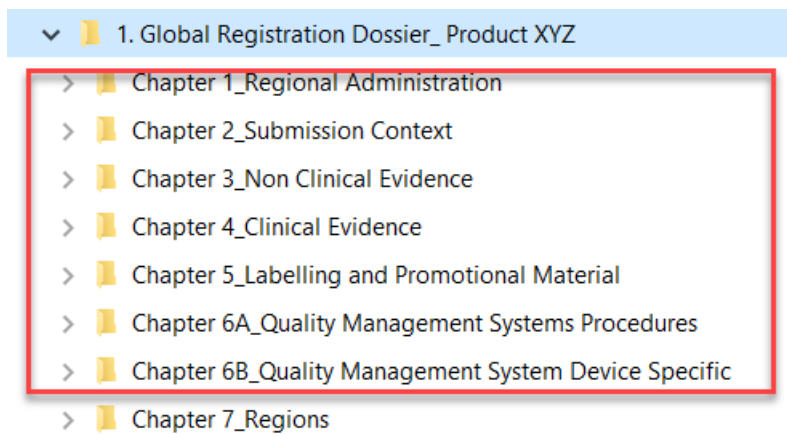 1. Global Registration Dossier_ Product XYZ
Chapter 1_Regional Administration
Chapter 2_Submission Context
Chapter 3_Non Clinical Evidence
Chapter 4_Clinical Evidence
Chapter 5_Labelling and Promotional Material
Chapter 6A_Quality Management Systems Procedures
Chapter 6B_Quality Management System Device Specific
Chapter 7_Regions